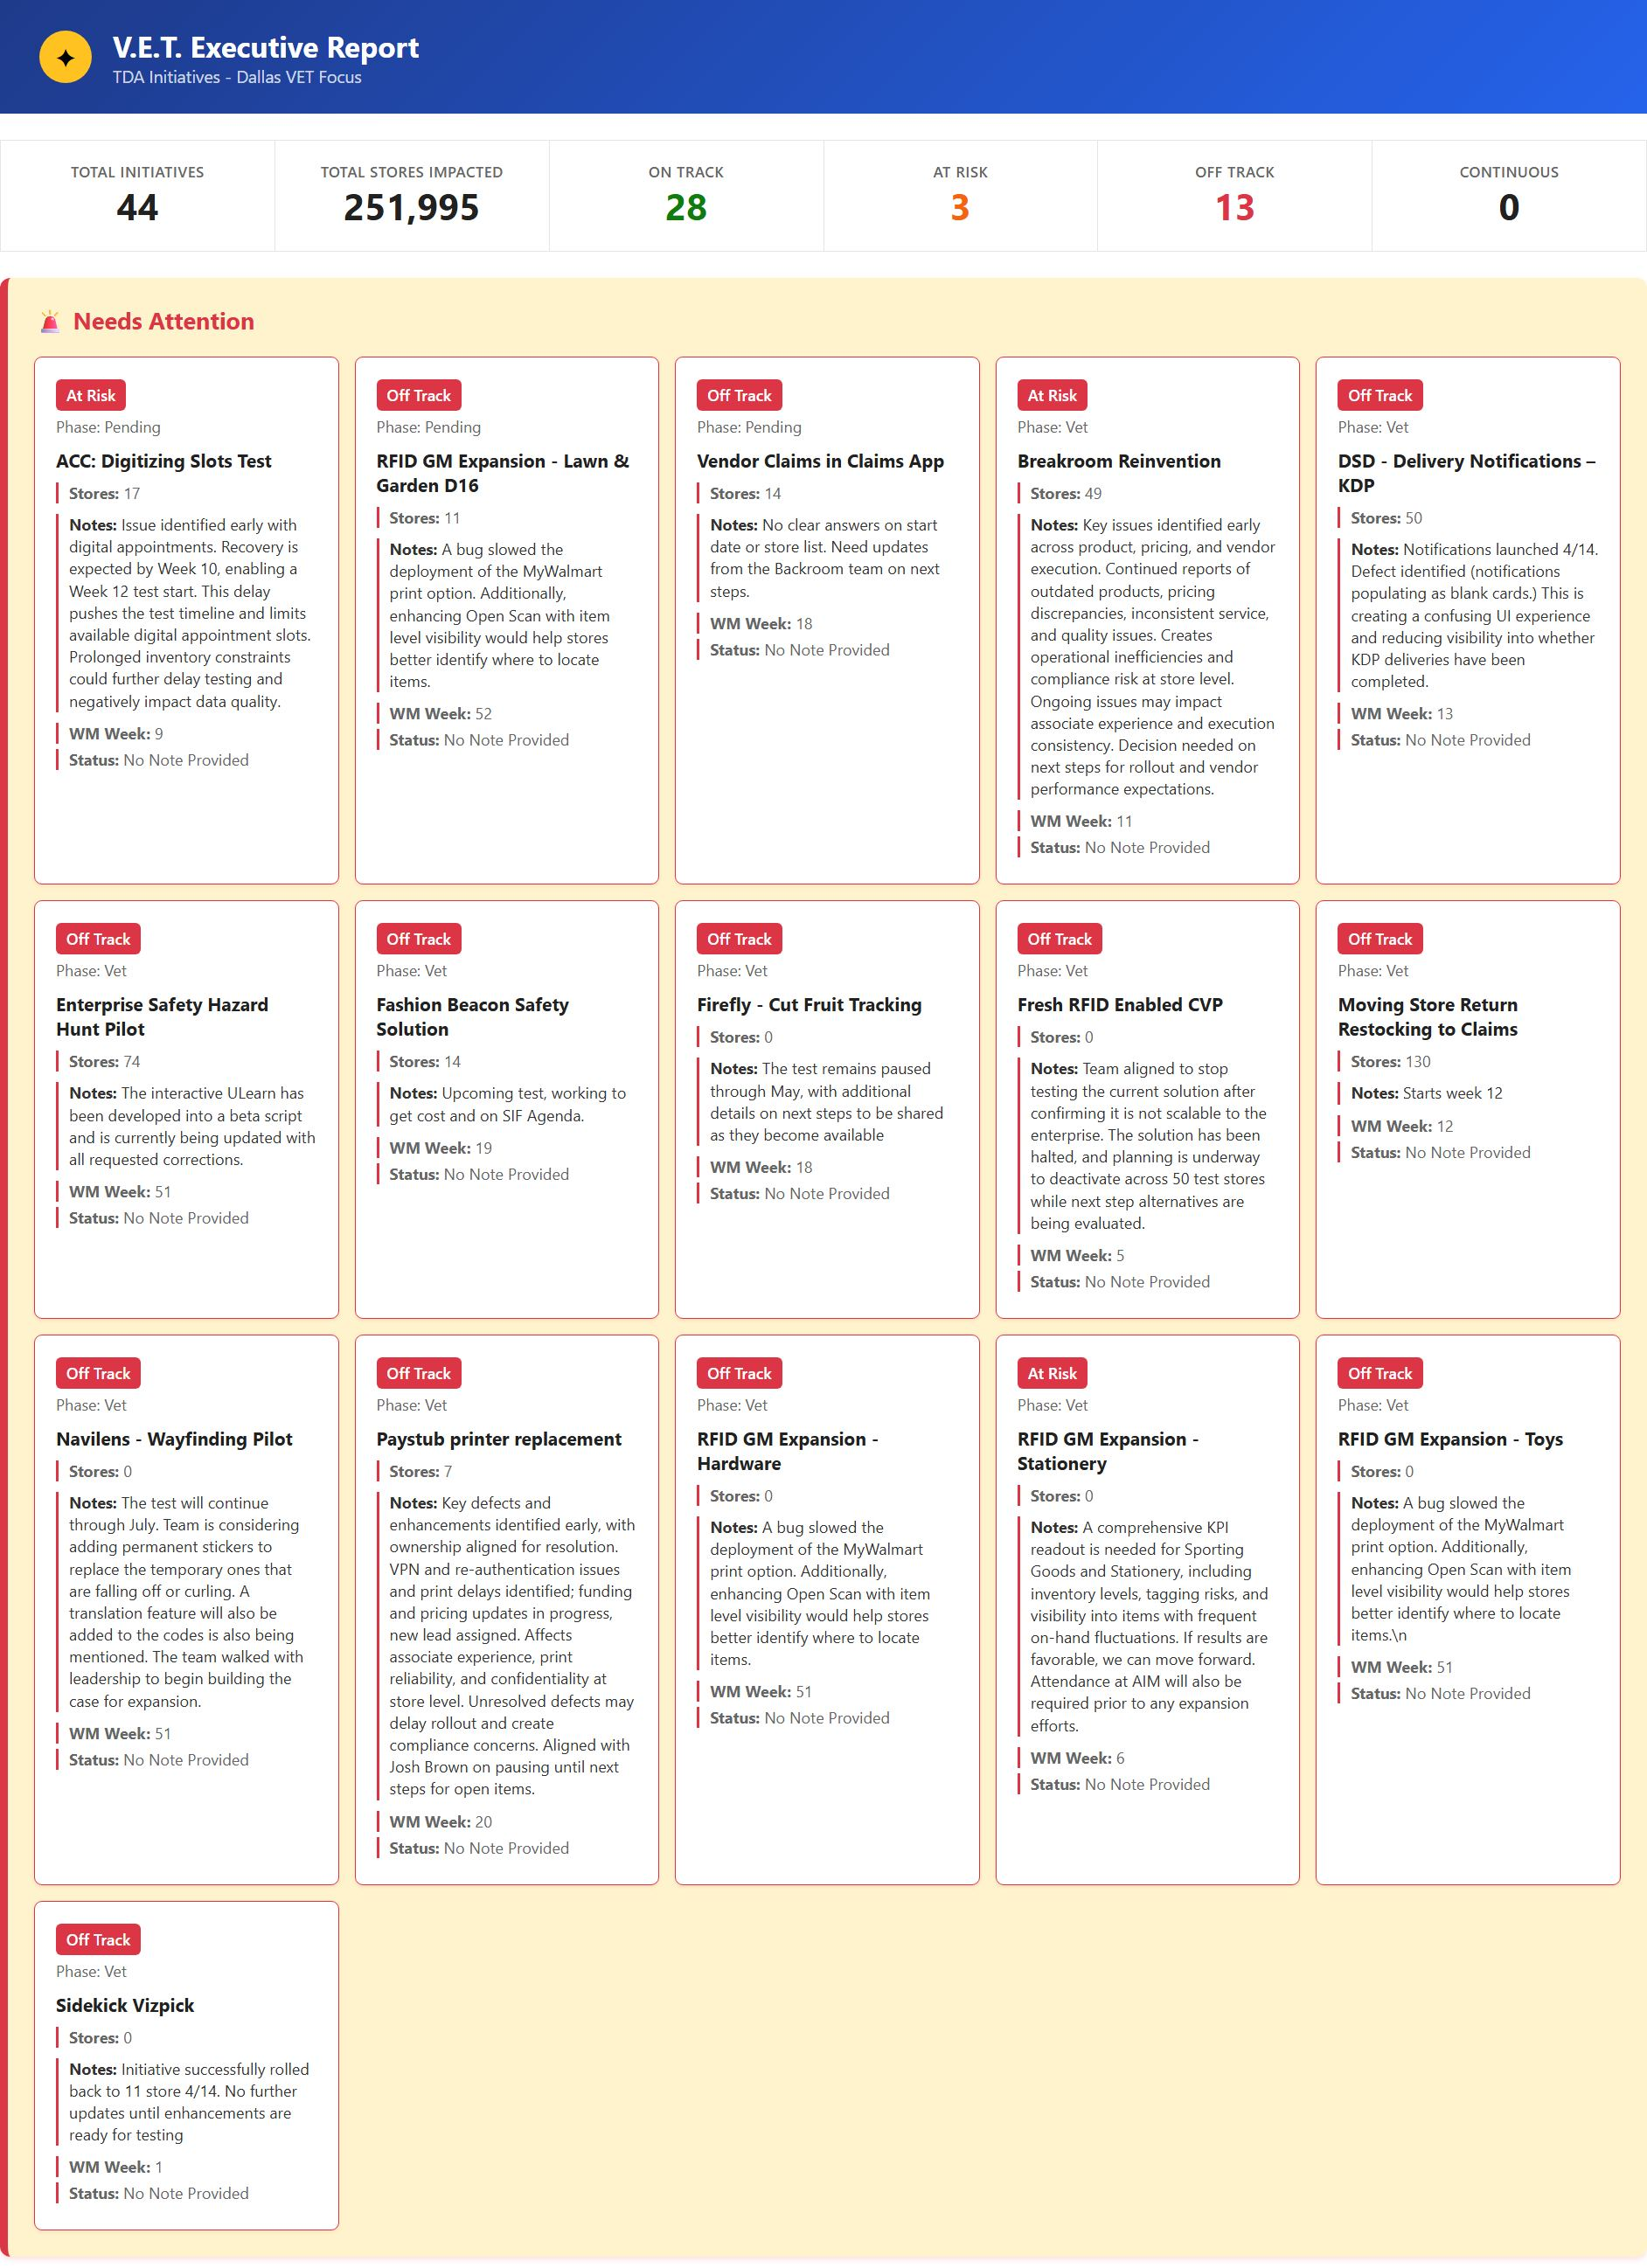 V.E.T. Executive Report
TDA Initiatives - Dallas VET Focus
TOTAL INITIATIVES
44
TOTAL STORES IMPACTED
251,995
ON TRACK
28
AT RISK
3
OFF TRACK
13
CONTINUOUS
0
Needs Attention
At Risk
Phase: Pending
ACC: Digitizing Slots Test
Stores: 17
Notes: Issue identified early with
digital appointments. Recovery is
expected by Week 10, enabling a
Week 12 test start. This delay
pushes the test timeline and limits
available digital appointment slots.
Prolonged inventory constraints
could further delay testing and
negatively impact data quality.
WM Week: 9
Status: No Note Provided
Off Track
Phase: Pending
RFID GM Expansion - Lawn &
Garden D16
Stores: 11
Notes: A bug slowed the
deployment of the MyWalmart
print option. Additionally,
enhancing Open Scan with item
level visibility would help stores
better identify where to locate
items.
WM Week: 52
Status: No Note Provided
Off Track
Phase: Pending
Vendor Claims in Claims App
Stores: 14
Notes: No clear answers on start
date or store list. Need updates
from the Backroom team on next
steps.
WM Week: 18
Status: No Note Provided
At Risk
Phase: Vet
Breakroom Reinvention
Stores: 49
Notes: Key issues identified early
across product, pricing, and vendor
execution. Continued reports of
outdated products, pricing
discrepancies, inconsistent service,
and quality issues. Creates
operational inefficiencies and
compliance risk at store level.
Ongoing issues may impact
associate experience and execution
consistency. Decision needed on
next steps for rollout and vendor
performance expectations.
WM Week: 11
Status: No Note Provided
Off Track
Phase: Vet
DSD - Delivery Notifications –
KDP
Stores: 50
Notes: Notifications launched 4/14.
Defect identified (notifications
populating as blank cards.) This is
creating a confusing UI experience
and reducing visibility into whether
KDP deliveries have been
completed.
WM Week: 13
Status: No Note Provided
Off Track
Phase: Vet
Enterprise Safety Hazard
Hunt Pilot
Stores: 74
Notes: The interactive ULearn has
been developed into a beta script
and is currently being updated with
all requested corrections.
WM Week: 51
Status: No Note Provided
Off Track
Phase: Vet
Fashion Beacon Safety
Solution
Stores: 14
Notes: Upcoming test, working to
get cost and on SIF Agenda.
WM Week: 19
Status: No Note Provided
Off Track
Phase: Vet
Firefly - Cut Fruit Tracking
Stores: 0
Notes: The test remains paused
through May, with additional
details on next steps to be shared
as they become available
WM Week: 18
Status: No Note Provided
Off Track
Phase: Vet
Fresh RFID Enabled CVP
Stores: 0
Notes: Team aligned to stop
testing the current solution after
confirming it is not scalable to the
enterprise. The solution has been
halted, and planning is underway
to deactivate across 50 test stores
while next step alternatives are
being evaluated.
WM Week: 5
Status: No Note Provided
Off Track
Phase: Vet
Moving Store Return
Restocking to Claims
Stores: 130
Notes: Starts week 12
WM Week: 12
Status: No Note Provided
Off Track
Phase: Vet
Navilens - Wayfinding Pilot
Stores: 0
Notes: The test will continue
through July. Team is considering
adding permanent stickers to
replace the temporary ones that
are falling off or curling. A
translation feature will also be
added to the codes is also being
mentioned. The team walked with
leadership to begin building the
case for expansion.
WM Week: 51
Status: No Note Provided
Off Track
Phase: Vet
Paystub printer replacement
Stores: 7
Notes: Key defects and
enhancements identified early, with
ownership aligned for resolution.
VPN and re-authentication issues
and print delays identified; funding
and pricing updates in progress,
new lead assigned. Affects
associate experience, print
reliability, and confidentiality at
store level. Unresolved defects may
delay rollout and create
compliance concerns. Aligned with
Josh Brown on pausing until next
steps for open items.
WM Week: 20
Status: No Note Provided
Off Track
Phase: Vet
RFID GM Expansion -
Hardware
Stores: 0
Notes: A bug slowed the
deployment of the MyWalmart
print option. Additionally,
enhancing Open Scan with item
level visibility would help stores
better identify where to locate
items.
WM Week: 51
Status: No Note Provided
At Risk
Phase: Vet
RFID GM Expansion -
Stationery
Stores: 0
Notes: A comprehensive KPI
readout is needed for Sporting
Goods and Stationery, including
inventory levels, tagging risks, and
visibility into items with frequent
on-hand fluctuations. If results are
favorable, we can move forward.
Attendance at AIM will also be
required prior to any expansion
efforts.
WM Week: 6
Status: No Note Provided
Off Track
Phase: Vet
RFID GM Expansion - Toys
Stores: 0
Notes: A bug slowed the
deployment of the MyWalmart
print option. Additionally,
enhancing Open Scan with item
level visibility would help stores
better identify where to locate
items.\n
WM Week: 51
Status: No Note Provided
Off Track
Phase: Vet
Sidekick Vizpick
Stores: 0
Notes: Initiative successfully rolled
back to 11 store 4/14. No further
updates until enhancements are
ready for testing
WM Week: 1
Status: No Note Provided